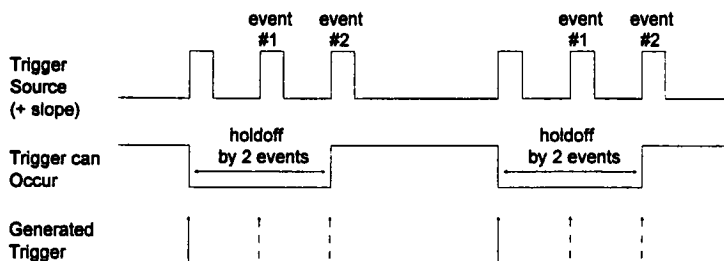 event
#1
event
#2
event
#1
event
#2
Trigger
Source
(+ slope)
holdoff
by 2 events
holdoff
by 2 events
Trigger can
Occur
Generated
Trigger